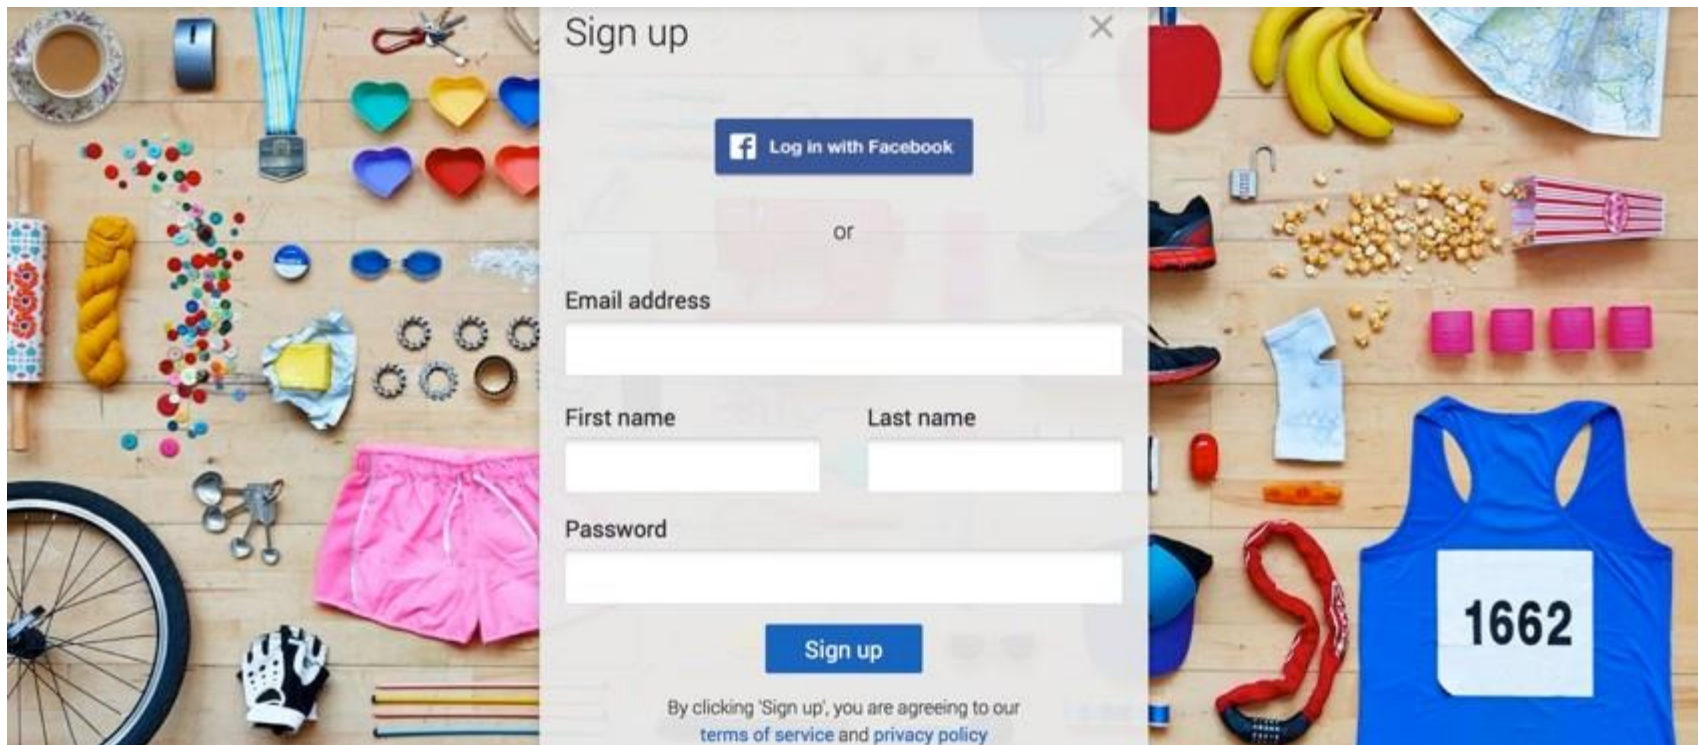 Sign up
Log in with Facebook
or
Email address
First name Last name
Password
Sign up
By clicking 'Sign up', you are agreeing to our
terms of service and privacy policy
1662